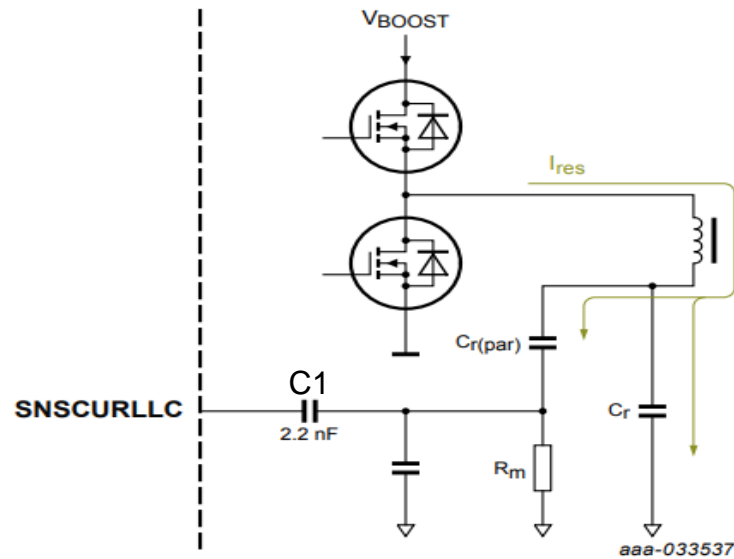 VBOOST
Ires
Cr(par)
C1
SNSCURLLC
2.2 nF
Rm
Cr
aaa-033537